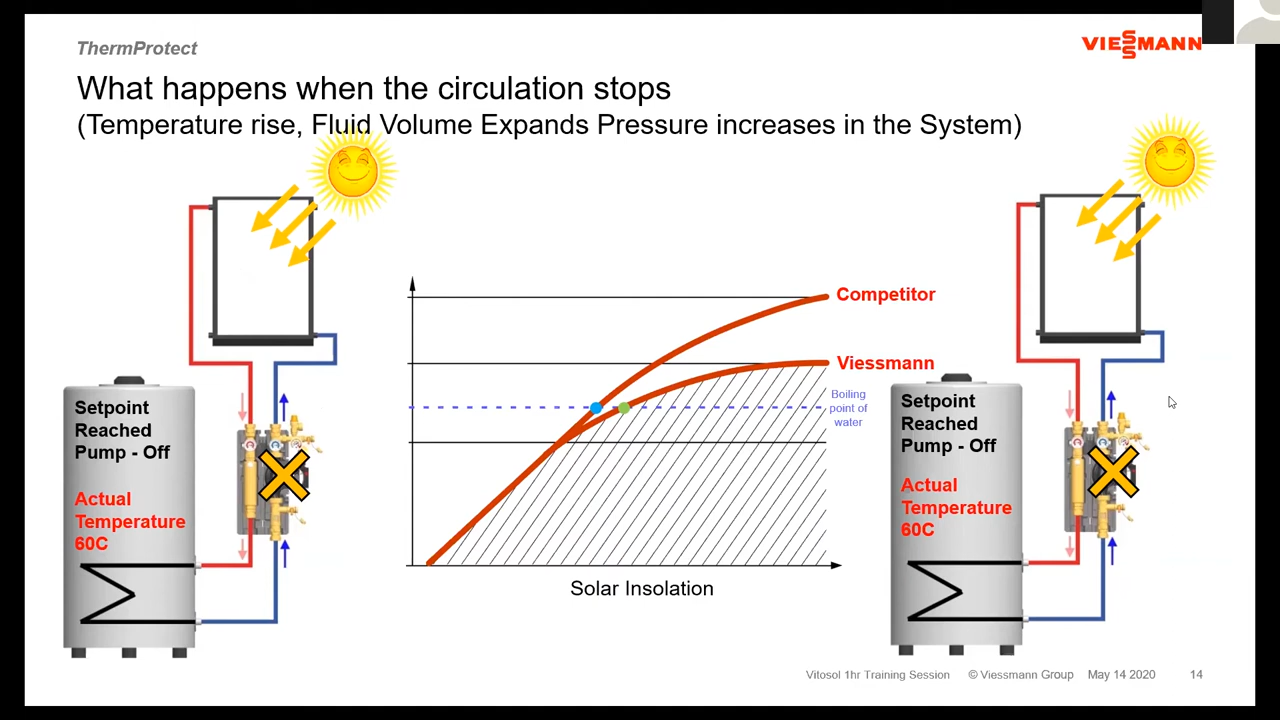 ThermProtect
VIESSMANN
What happens when the circulation stops
(Temperature rise, Fluid Volume Expands Pressure increases in the System)
Setpoint
Reached
Pump - Off
Actual
Temperature
60C
Competitor
Viessmann
Boiling
point of
water
Solar Insolation
Setpoint
Reached
Pump - Off
Actual
Temperature
60C
Vitosol 1hr Training Session © Viessmann Group May 14 2020 14